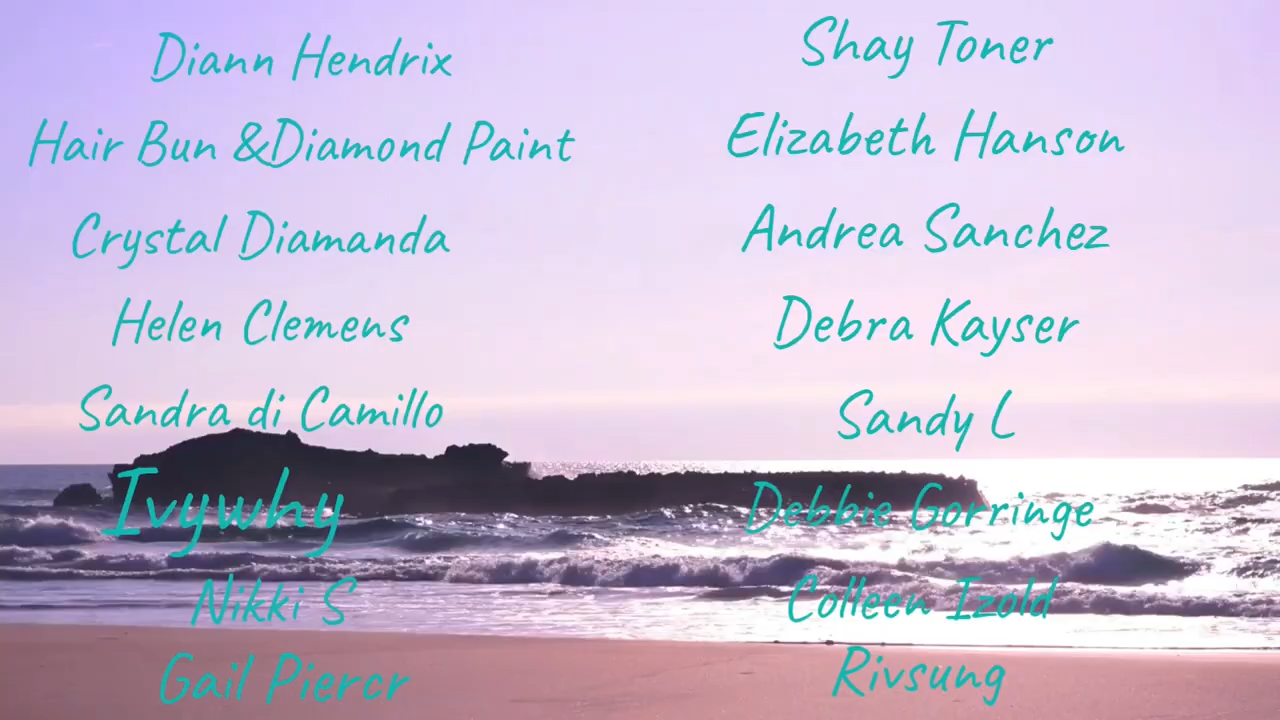 Diann Hendrix
Hair Bun &Diamond Paint
Crystal Diamanda
Helen Clemens
Sandra di Camillo
Ivywhy
Nikki S
Gail Piercr
Shay Toner
Elizabeth Hanson
Andrea Sanchez
Debra Kayser
Sandy L
Debbie Gorringe
Colleen Izold
Rivsung